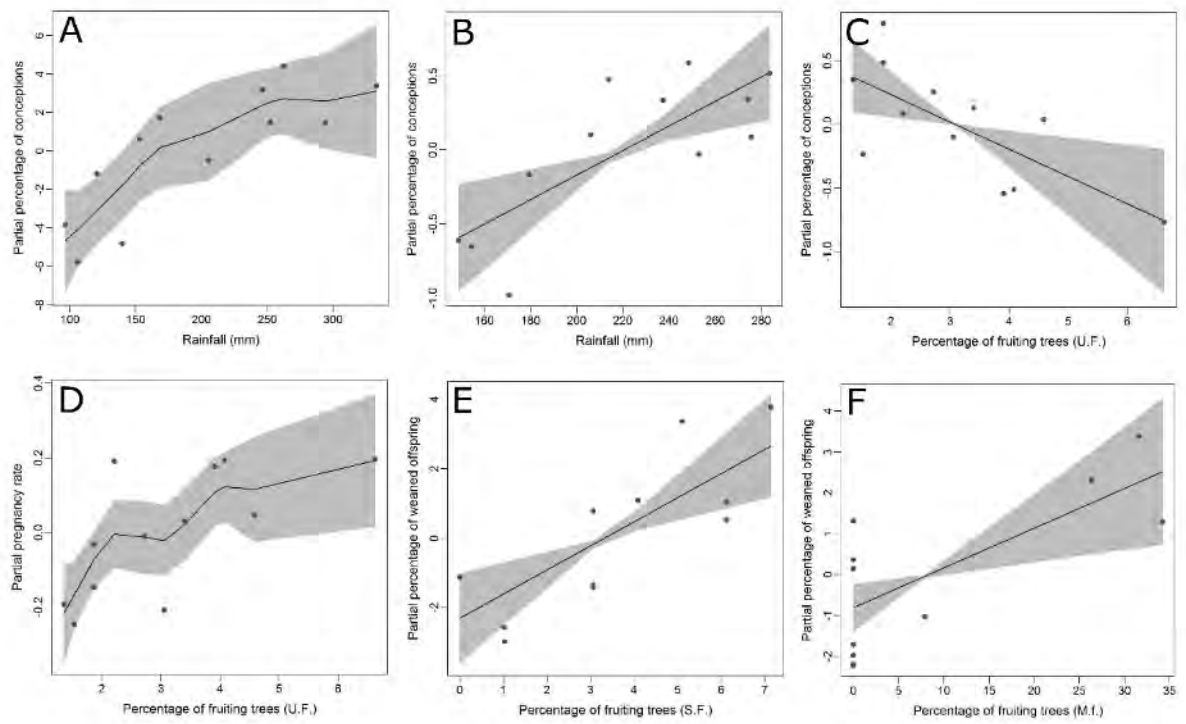 A
Partial percentage of conceptions
6
4
2
0
-2
-4
-6
-8
100 150 200 250 300
Rainfall (mm)
B
Partial percentage of conceptions
0.5
0.0
-0.5
-1.0
160 180 200 220 240 260 280
Rainfall (mm)
C
Partial percentage of conceptions
0.5
0.0
-0.5
-1.0
2 3 4 5 6
Percentage of fruiting trees (U.F.)
D
Partial pregnancy rate
0.4
0.2
0.0
-0.2
2 3 4 5 6
Percentage of fruiting trees (U.F.)
E
Partial percentage of weaned offspring
4
2
0
-2
0 1 2 3 4 5 6 7
Percentage of fruiting trees (S.F.)
F
Partial percentage of weaned offspring
4
3
2
1
0
-1
-2
0 5 10 15 20 25 30 35
Percentage of fruiting trees (M.f.)